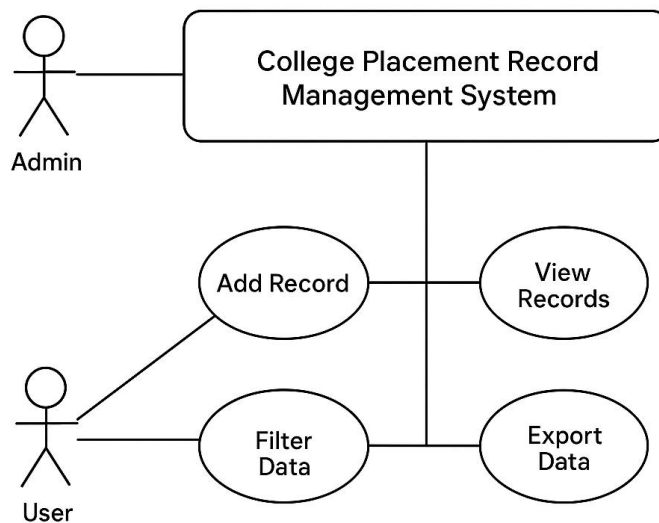 College Placement Record
Management System
Admin
Add Record
View
Records
Filter
Data
Export
Data
User